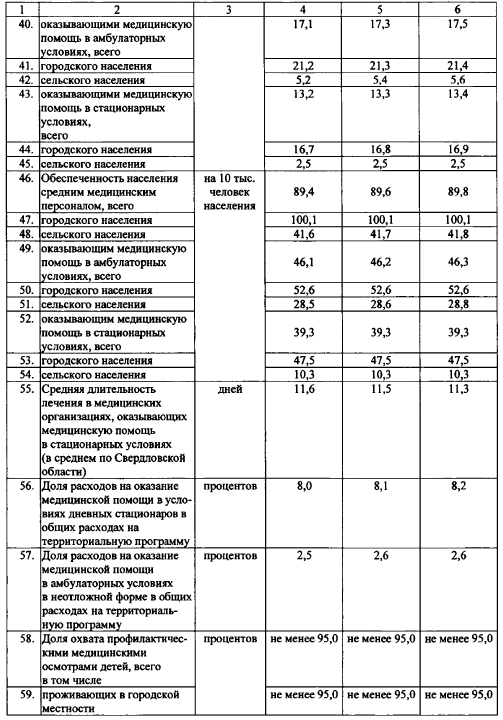 1 2 3 4 5 6
40. оказывающими медицинскую 17,1 17,3 17,5
помощь в амбулаторных
условиях, всего
41. городского населения 21,2 21,3 21,4
42. сельского населения 5,2 5,4 5,6
43. оказывающими медицинскую 13,2 13,3 13,4
помощь в стационарных
условиях,
всего
44. городского населения 16,7 16,8 16,9
45. сельского населения 2,5 2,5 2,5
46. Обеспеченность населения на 10 тыс.
средним медицинским человек 89,4 89,6 89,8
персоналом, всего населения
47. городского населения 100,1 100,1 100,1
48. сельского населения 41,6 41,7 41,8
49. оказывающим медицинскую
помощь в амбулаторных 46,1 46,2 46,3
условиях, всего
50. городского населения 52,6 52,6 52,6
51. сельского населения 28,5 28,6 28,8
52. оказывающим медицинскую
помощь в стационарных 39,3 39,3 39,3
условиях, всего
53. городского населения 47,5 47,5 47,5
54. сельского населения 10,3 10,3 10,3
55. Средняя длительность дней 11,6 11,5 11,3
лечения в медицинских
организациях, оказывающих
медицинскую помощь
в стационарных условиях
(в среднем по Свердловской
области)
56. Доля расходов на оказание процентов 8,0 8,1 8,2
медицинской помощи в усло-
виях дневных стационаров в
общих расходах на
территориальную программу
57. Доля расходов на оказание процентов 2,5 2,6 2,6
медицинской помощи
в амбулаторных условиях
в неотложной форме в общих
расходах на территориаль-
ную программу
58. Доля охвата профилактичес- процентов не менее 95,0 не менее 95,0 не менее 95,0
кими медицинскими
осмотрами детей, всего
в том числе
59. проживающих в городской не менее 95,0 не менее 95,0 не менее 95,0
местности